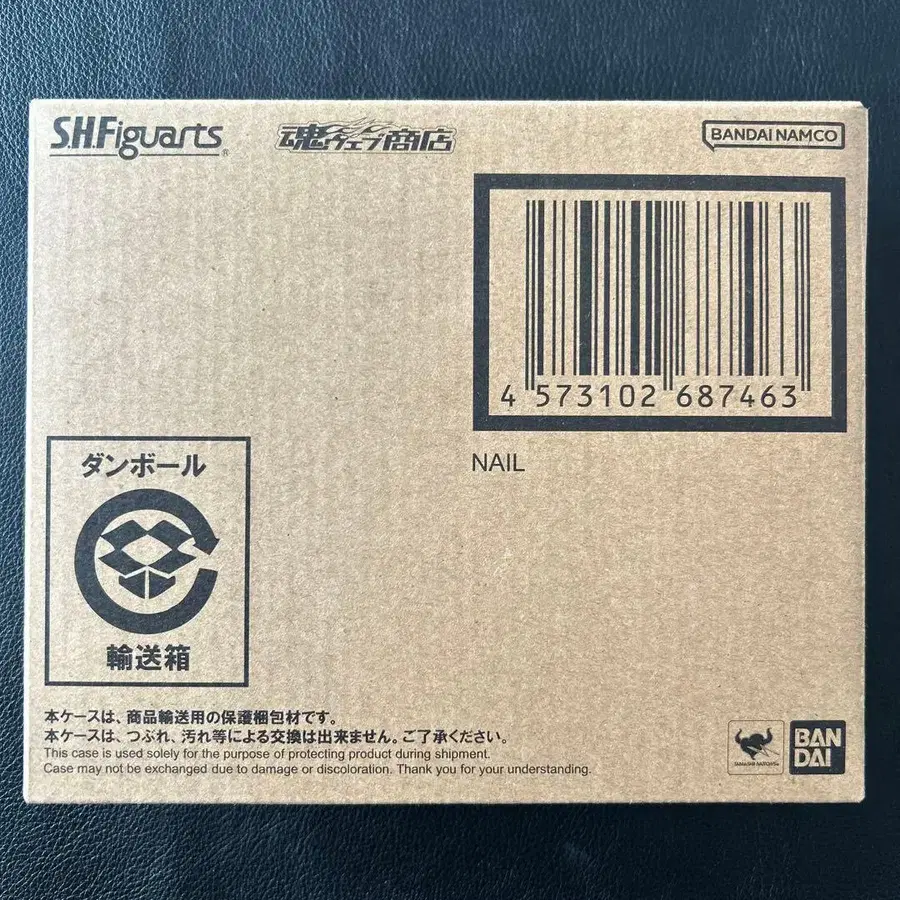 S.H.Figuarts®
魂ウェブ商店
BANDAI NAMCO
4 573102 687463
NAIL
ダンボール
輸送箱
本ケースは、商品輸送用の保護梱包材です。
本ケースは、つぶれ、汚れ等による交換は出来ません。ご了承ください。
This case is used solely for the purpose of protecting product during shipment.
Case may not be exchanged due to damage or discoloration. Thank you for your understanding.
TAMASHII NATIONS
BAN
DAI